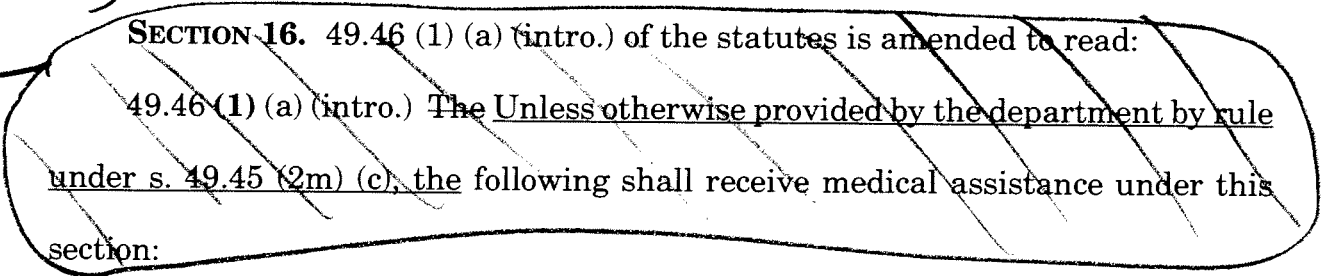 SECTION 16. 49.46 (1) (a) (intro.) of the statutes is amended to read:
49.46 (1) (a) (intro.) The Unless otherwise provided by the department by rule
under s. 49.45 (2m) (c), the following shall receive medical assistance under this
section: